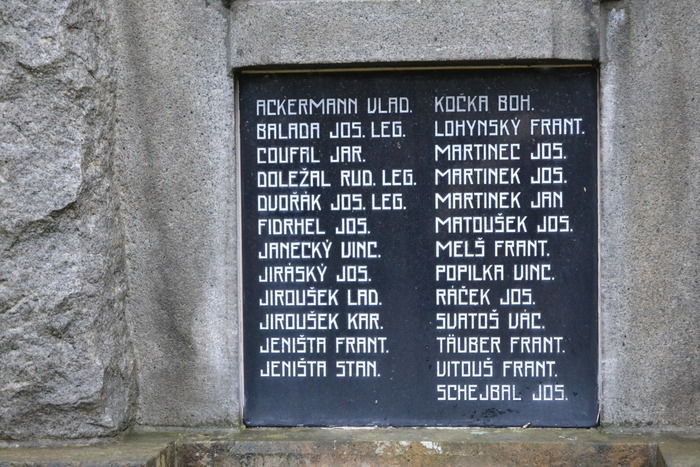 ACKERMANN VLAD.
BALADA JOS. LEG.
COUFAL JAR.
DOLEŽAL RUD. LEG.
DVOŘÁK JOS. LEG.
FIDRHEL JOS.
JANECKÝ VINC.
JIRÁSKÝ JOS.
JIROUŠEK LAD.
JIROUŠEK KAR.
JENIŠTA FRANT.
JENIŠTA STAN.
KOČKA BOH.
LOHYNSKÝ FRANT.
MARTINEC JOS.
MARTINEK JOS.
MARTINEK JAN
MATOUŠEK JOS.
MELŠ FRANT.
POPILKA VINC.
RÁČEK JOS.
SVATOŠ VÁC.
TÄUBER FRANT.
VITOUŠ FRANT.
SCHEJBAL JOS.